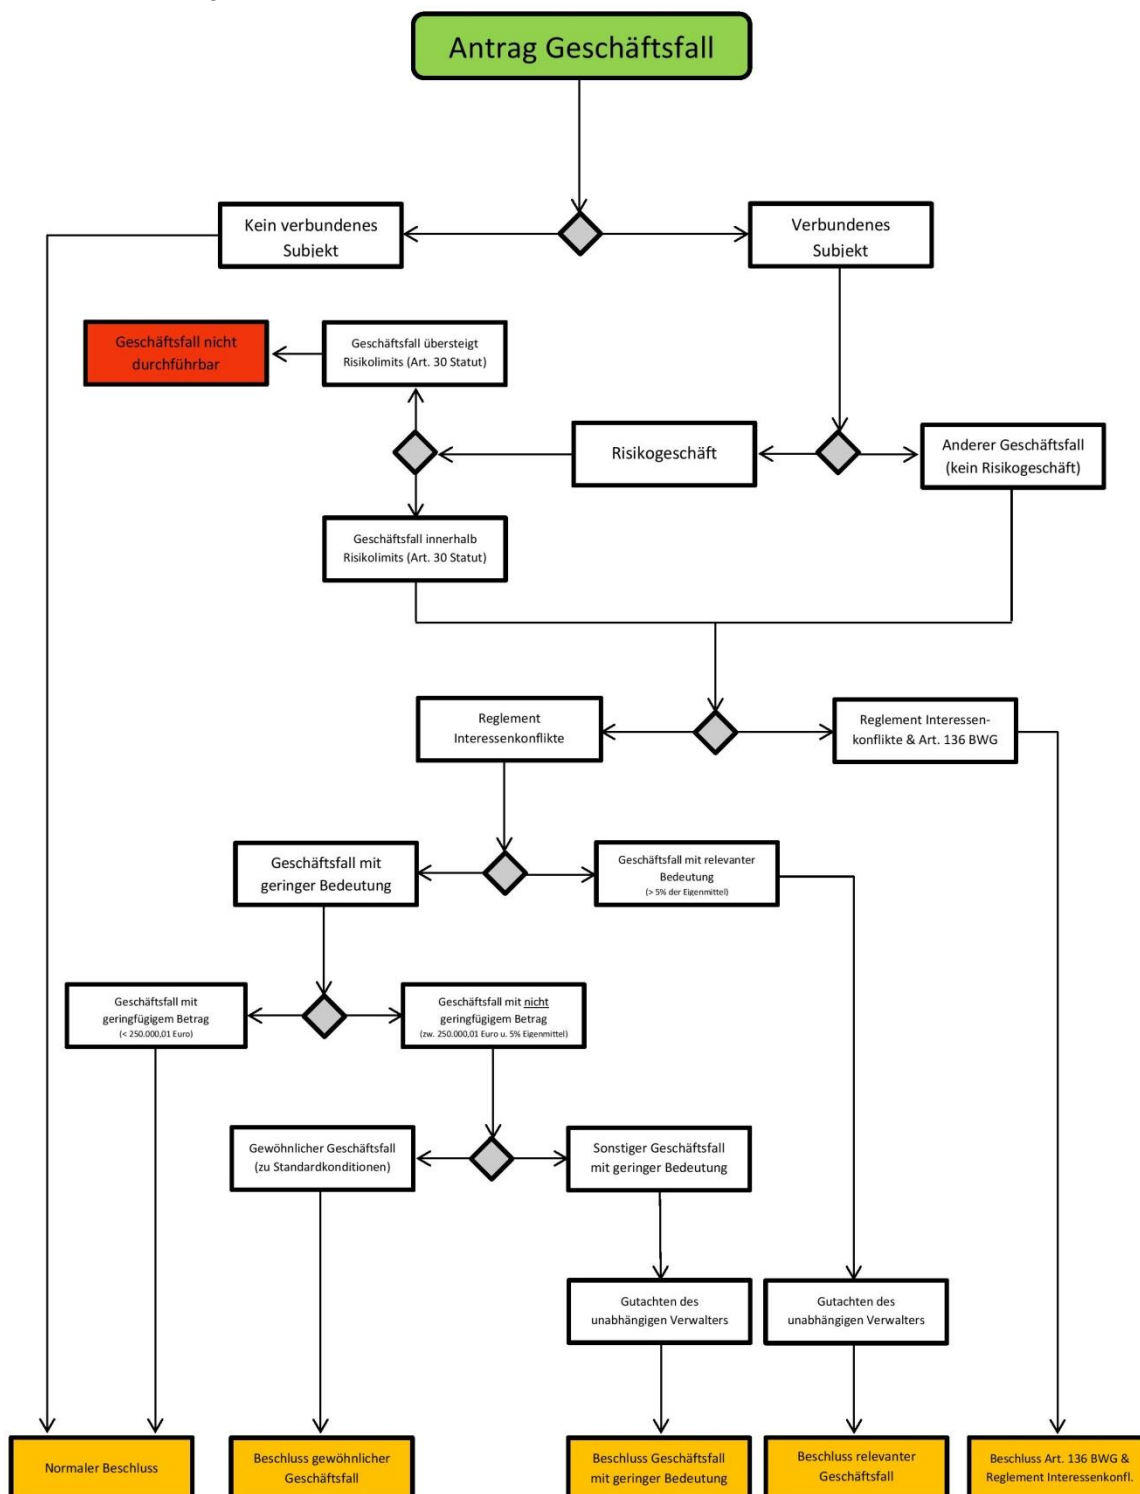 Antrag Geschäftsfall
Kein verbundenes
Subjekt
Verbundenes
Subjekt
Geschäftsfall nicht
durchführbar
Geschäftsfall übersteigt
Risikolimits (Art. 30 Statut)
Risikogeschäft
Anderer Geschäftsfall
(kein Risikogeschäft)
Geschäftsfall innerhalb
Risikolimits (Art. 30 Statut)
Reglement
Interessenkonflikte
Reglement Interessen-
konflikte & Art. 136 BWG
Geschäftsfall mit
geringer Bedeutung
Geschäftsfall mit relevanter
Bedeutung
(> 5% der Eigenmittel)
Geschäftsfall mit
geringfügigem Betrag
(< 250.000,01 Euro)
Geschäftsfall mit nicht
geringfügigem Betrag
(zw. 250.000,01 Euro u. 5% Eigenmittel)
Gewöhnlicher Geschäftsfall
(zu Standardkonditionen)
Sonstiger Geschäftsfall
mit geringer Bedeutung
Gutachten des
unabhängigen Verwalters
Gutachten des
unabhängigen Verwalters
Normaler Beschluss
Beschluss gewöhnlicher
Geschäftsfall
Beschluss Geschäftsfall
mit geringer Bedeutung
Beschluss relevanter
Geschäftsfall
Beschluss Art. 136 BWG &
Reglement Interessenkonfl.